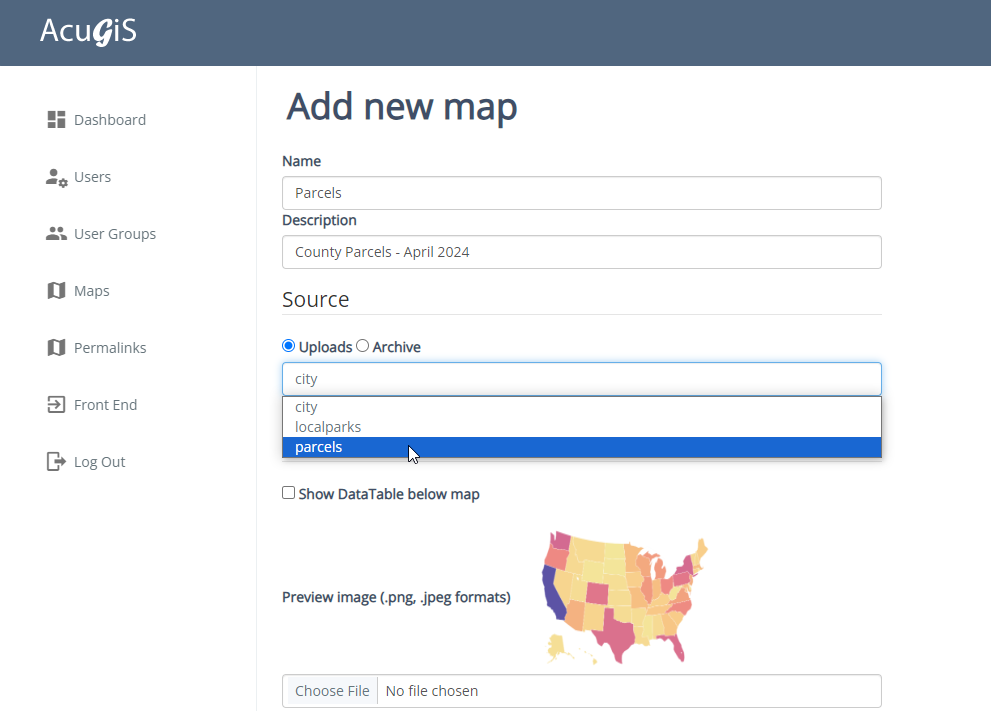 AcuGiS
Dashboard
Users
User Groups
Maps
Permalinks
Front End
Log Out
Add new map
Name
Parcels
Description
County Parcels - April 2024
Source
Uploads Archive
city
city
localparks
parcels
Show DataTable below map
Preview image (.png, .jpeg formats)
Choose File No file chosen